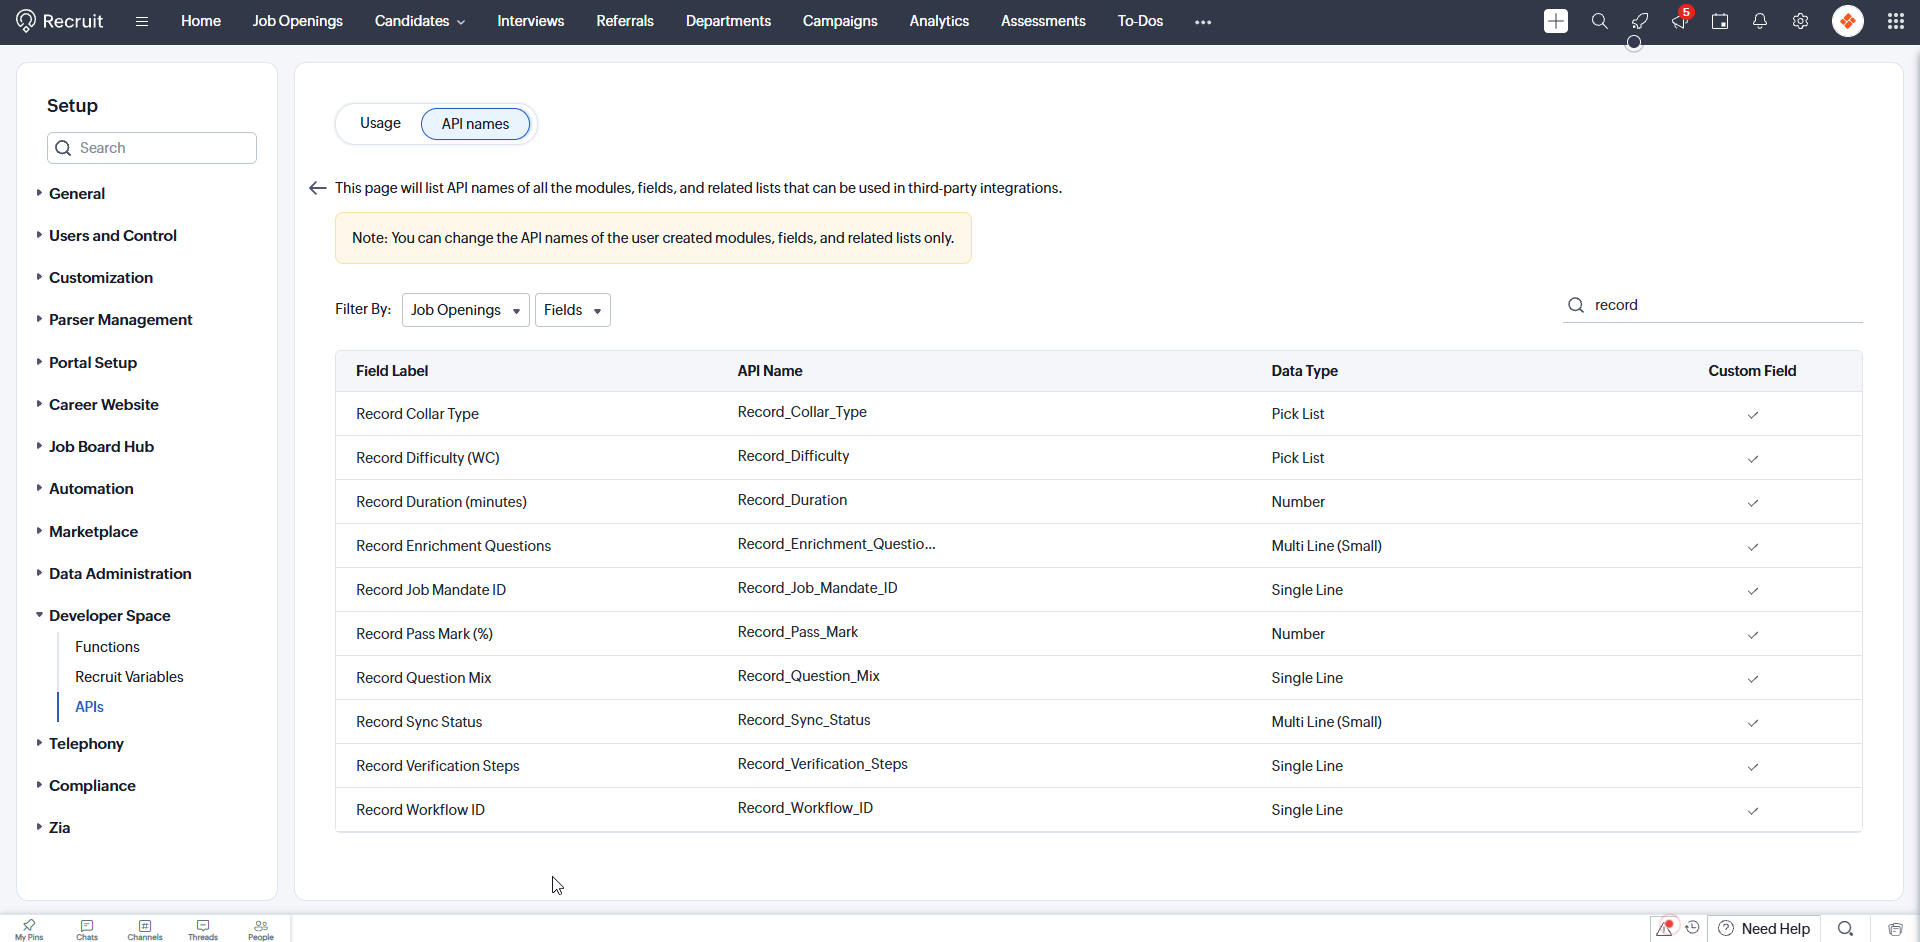 Recruit
Home
Job Openings
Candidates
Interviews
Referrals
Departments
Campaigns
Analytics
Assessments
To-Dos
5
Setup
Search
General
Users and Control
Customization
Parser Management
Portal Setup
Career Website
Job Board Hub
Automation
Marketplace
Data Administration
Developer Space
Functions
Recruit Variables
APIs
Telephony
Compliance
Zia
Usage
API names
This page will list API names of all the modules, fields, and related lists that can be used in third-party integrations.
Note: You can change the API names of the user created modules, fields, and related lists only.
Filter By:
Job Openings
Fields
record
Field Label API Name Data Type Custom Field
Record Collar Type Record_Collar_Type Pick List
Record Difficulty (WC) Record_Difficulty Pick List
Record Duration (minutes) Record_Duration Number
Record Enrichment Questions Record_Enrichment_Questio... Multi Line (Small)
Record Job Mandate ID Record_Job_Mandate_ID Single Line
Record Pass Mark (%) Record_Pass_Mark Number
Record Question Mix Record_Question_Mix Single Line
Record Sync Status Record_Sync_Status Multi Line (Small)
Record Verification Steps Record_Verification_Steps Single Line
Record Workflow ID Record_Workflow_ID Single Line
My Pins
Chats
Channels
Threads
People
Need Help